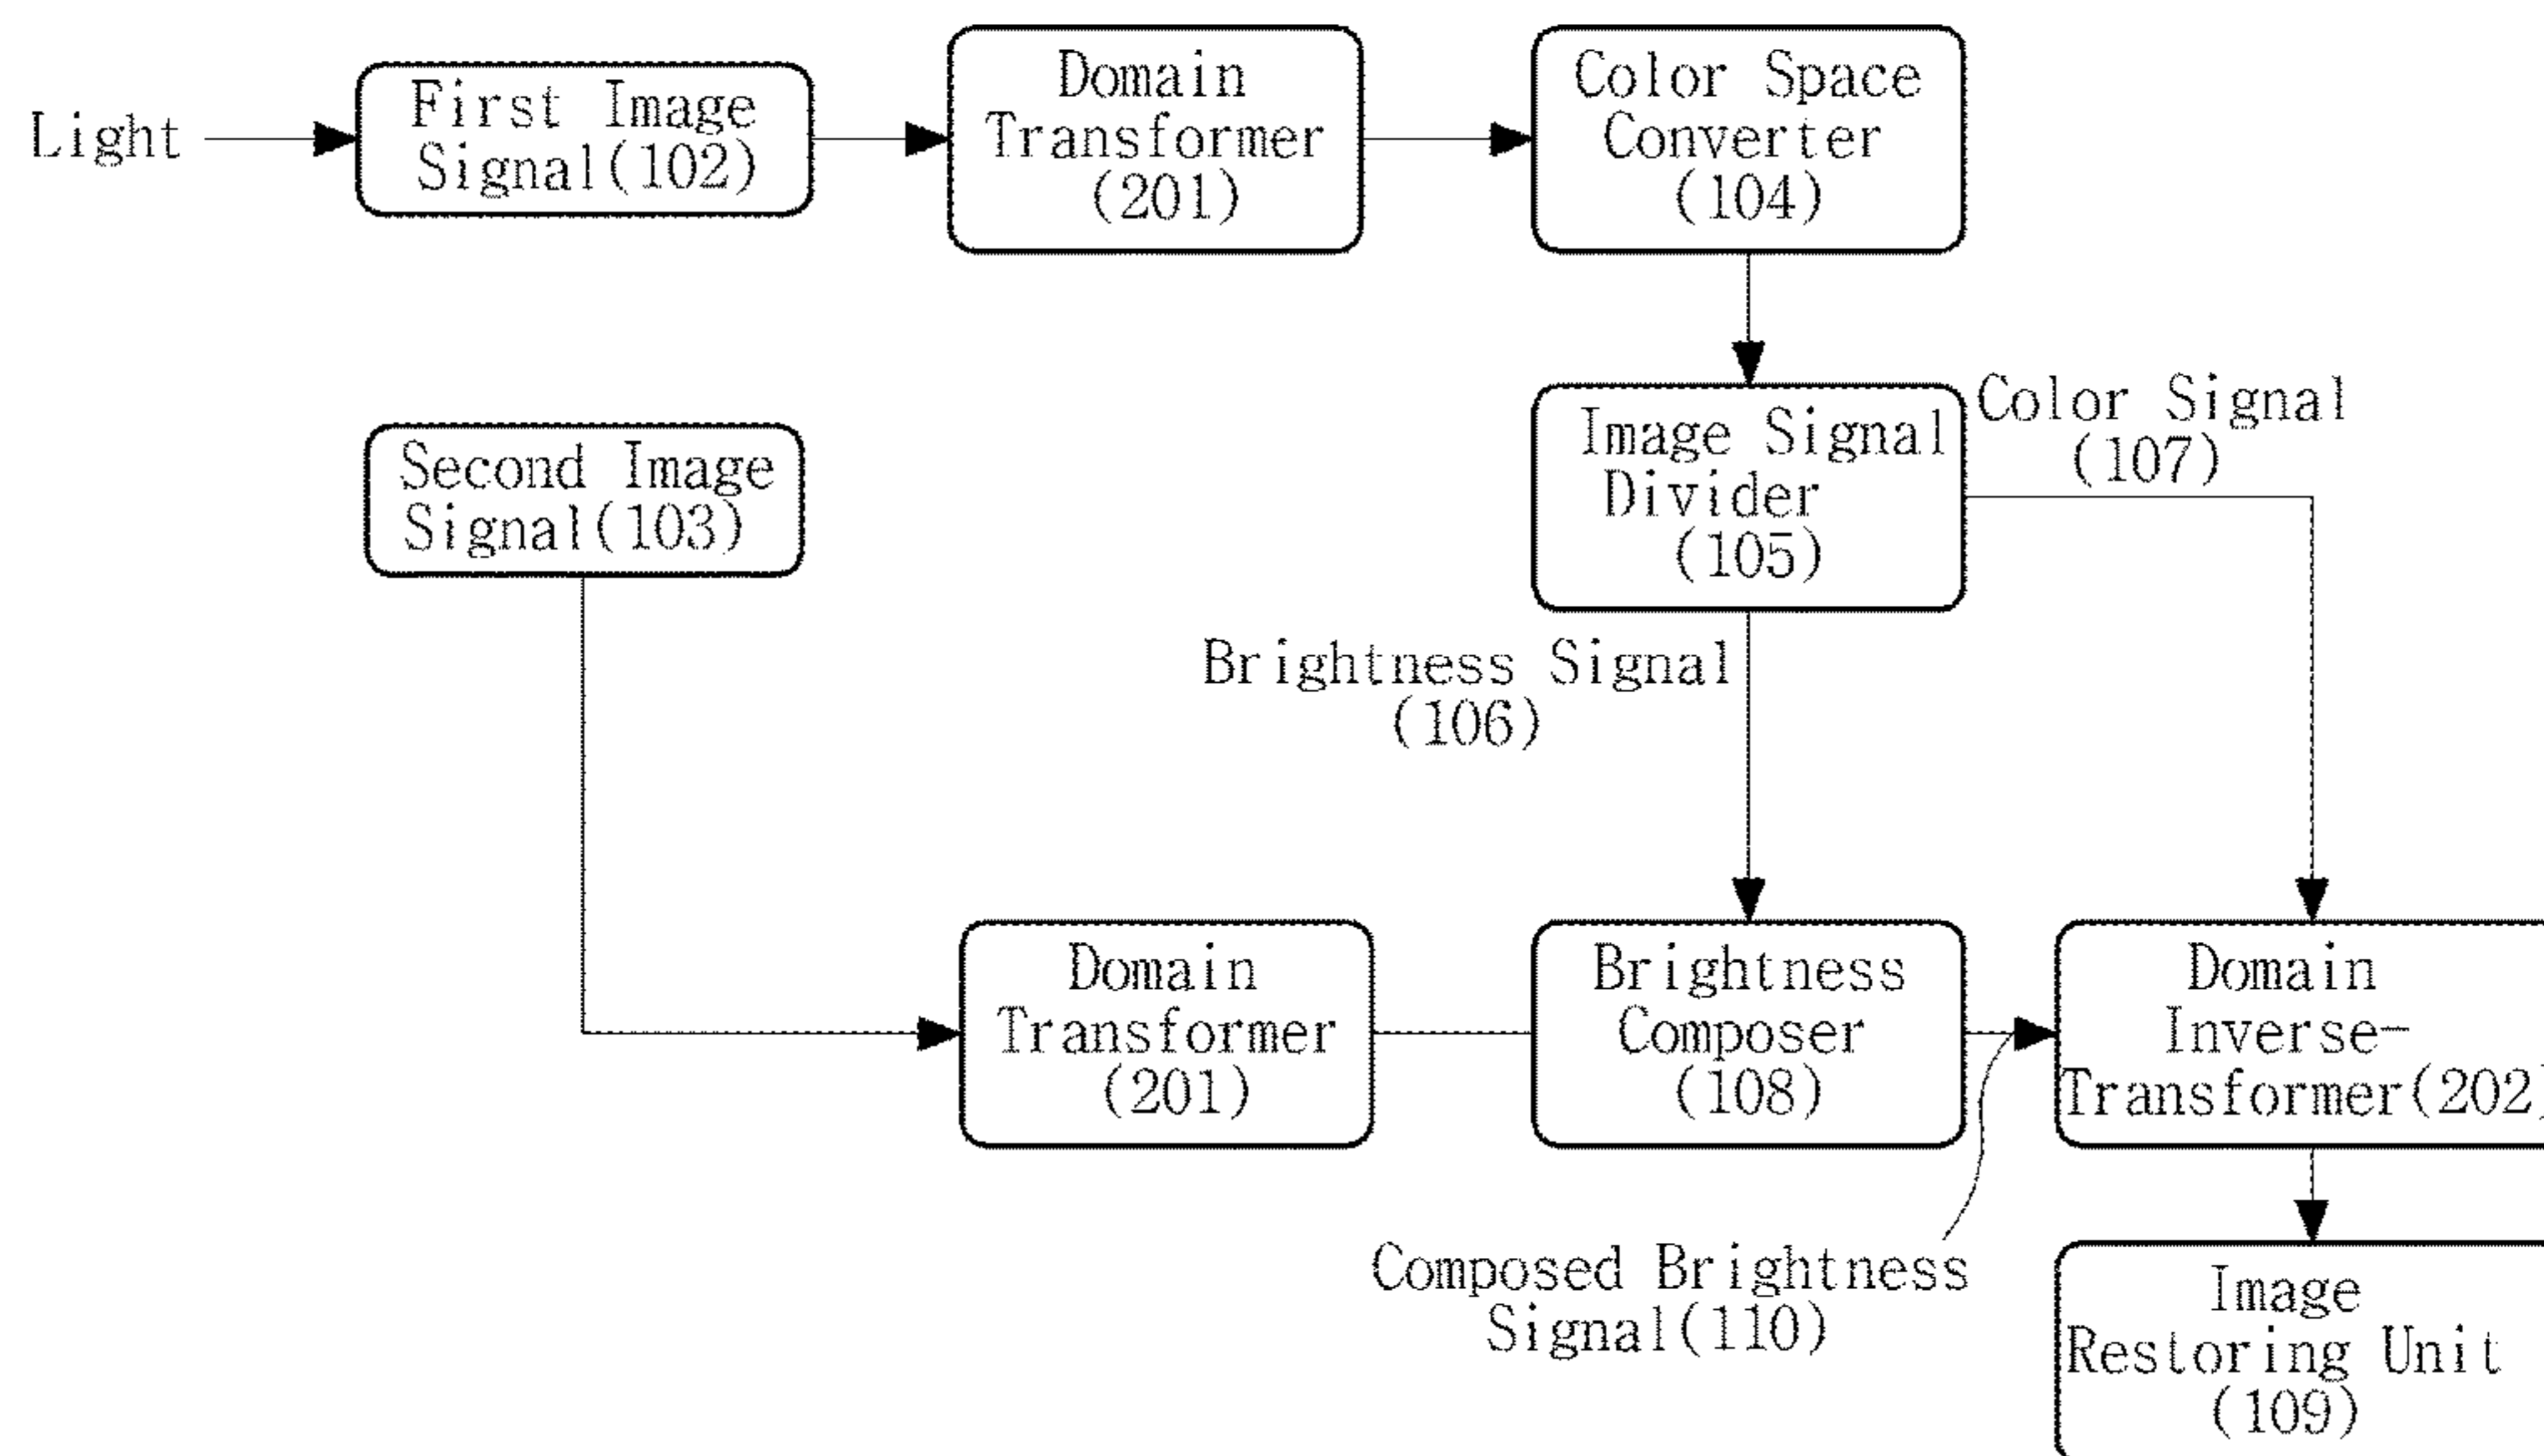 Light
First Image
Signal(102)
Domain
Transformer
(201)
Color Space
Converter
(104)
Second Image
Signal(103)
Image Signal
Divider
(105)
Color Signal
(107)
Brightness Signal
(106)
Domain
Transformer
(201)
Brightness
Composer
(108)
Domain
Inverse-
Transformer(202)
Composed Brightness
Signal(110)
Image
Restoring Unit
(109)